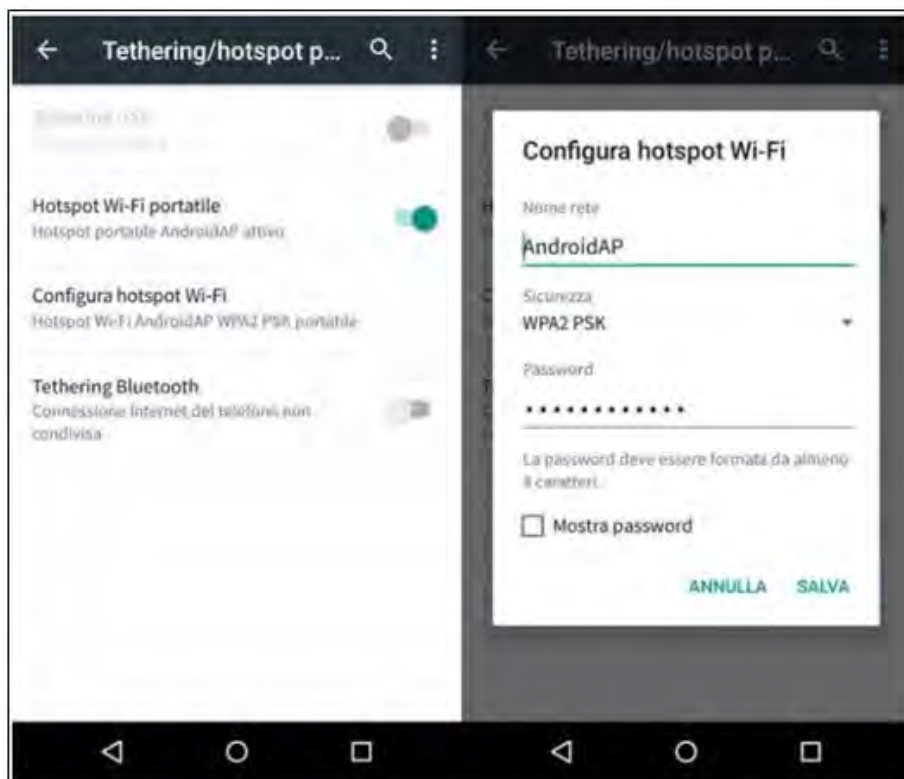 Tethering/hotspot p...
Hotspot Wi-Fi portatile
Hotspot portatile AndroidAP attivo
Configura hotspot Wi-Fi
Hotspot Wi-Fi AndroidAP WPA2 PSK portatile
Tethering Bluetooth
Connessione Internet del telefono non
condivisa
Tethering/hotspot p...
Configura hotspot Wi-Fi
Nome rete
AndroidAP
Sicurezza
WPA2 PSK
Password
••••••••••••
La password deve essere formata da almeno
8 caratteri.
Mostra password
ANNULLA SALVA